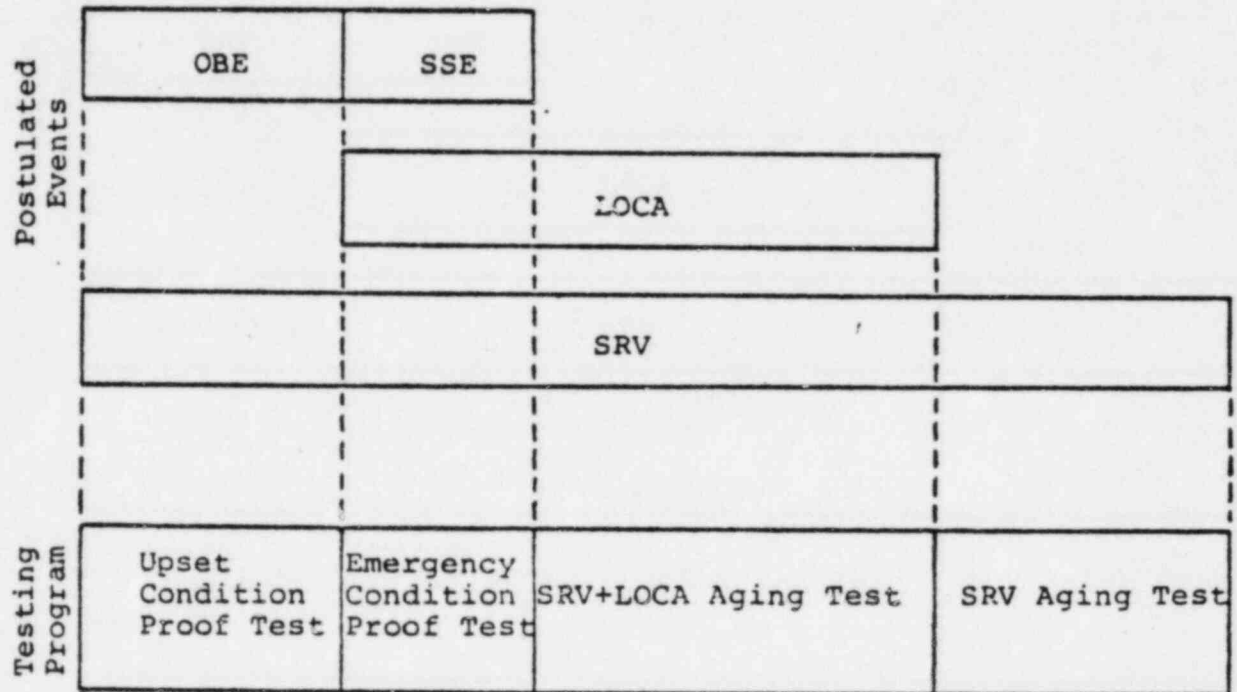 Postulated
Events
OBE
SSE
LOCA
SRV
Testing
Program
Upset
Condition
Proof Test
Emergency
Condition
Proof Test
SRV+LOCA Aging Test
SRV Aging Test